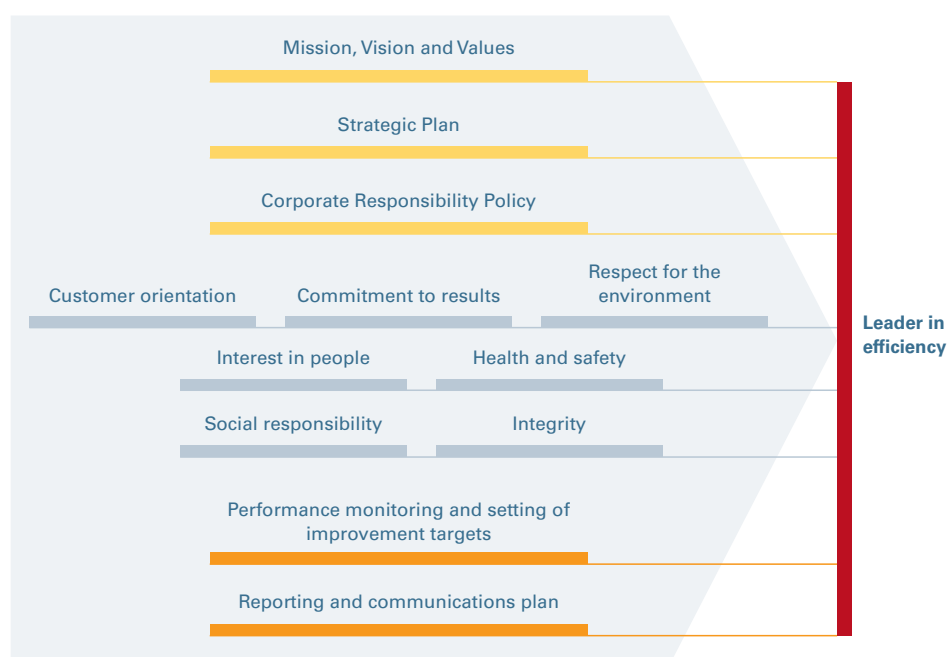 Mission, Vision and Values
Strategic Plan
Corporate Responsibility Policy
Customer orientation
Commitment to results
Respect for the
environment
Leader in
efficiency
Interest in people
Health and safety
Social responsibility
Integrity
Performance monitoring and setting of
improvement targets
Reporting and communications plan